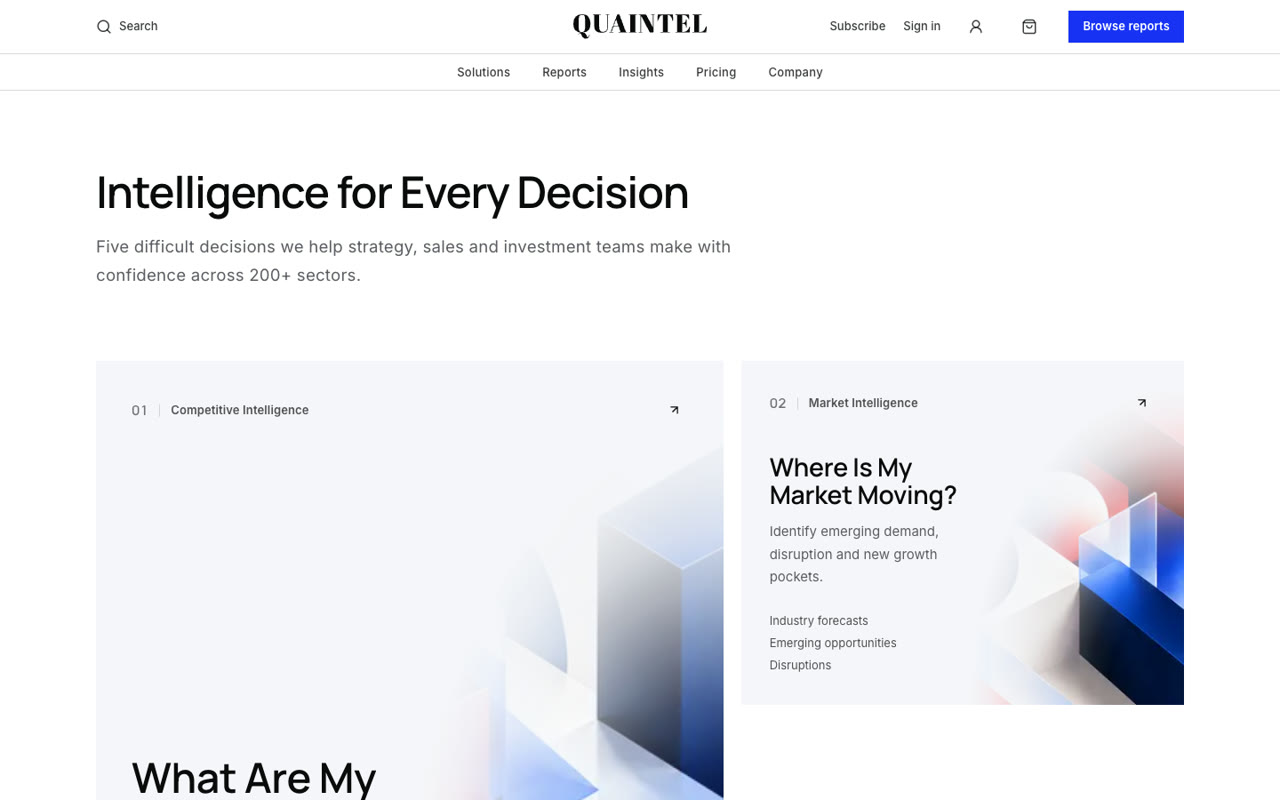 Search
QUAINTEL
Subscribe
Sign in
Browse reports
Solutions
Reports
Insights
Pricing
Company
Intelligence for Every Decision
Five difficult decisions we help strategy, sales and investment teams make with
confidence across 200+ sectors.
01
Competitive Intelligence
What Are My
02
Market Intelligence
Where Is My
Market Moving?
Identify emerging demand,
disruption and new growth
pockets.
Industry forecasts
Emerging opportunities
Disruptions